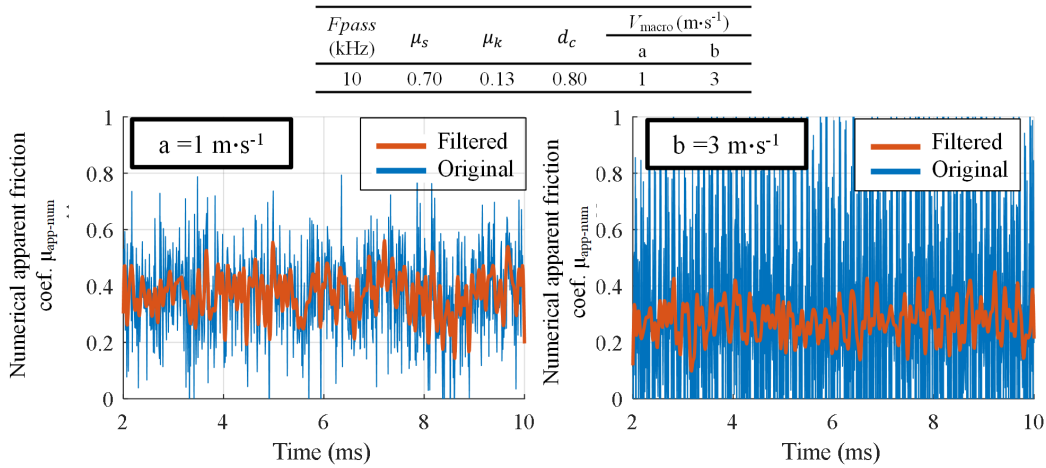 Fpass (kHz) μs μk dc Vmacro (m·s-1)
a b
10 0.70 0.13 0.80 1 3
a =1 m·s-1
Filtered
Original
Numerical apparent friction
coef. μapp-num
1
0.8
0.6
0.4
0.2
0
2 4 6 8 10
Time (ms)
b =3 m·s-1
Filtered
Original
Numerical apparent friction
coef. μapp-num
1
0.8
0.6
0.4
0.2
0
2 4 6 8 10
Time (ms)